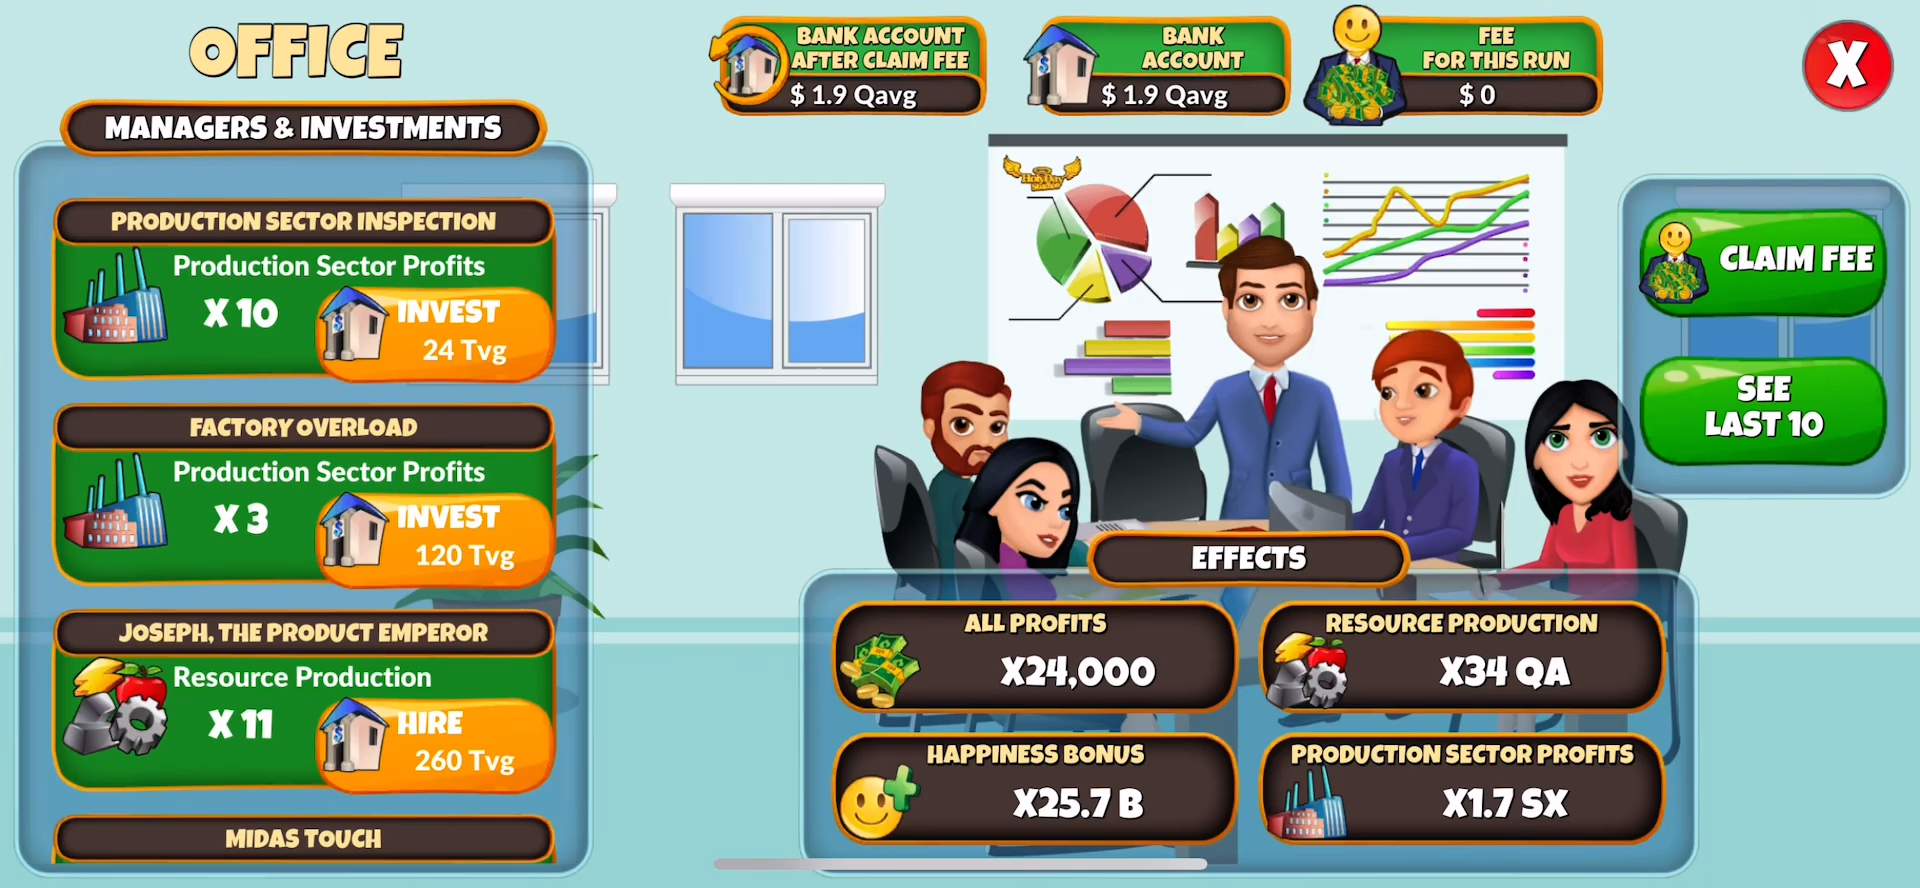 OFFICE
BANK ACCOUNT
AFTER CLAIM FEE
$ 1.9 Qavg
BANK
ACCOUNT
$ 1.9 Qavg
FEE
FOR THIS RUN
$ 0
X
MANAGERS & INVESTMENTS
PRODUCTION SECTOR INSPECTION
Production Sector Profits
X 10
INVEST
24 Tvg
FACTORY OVERLOAD
Production Sector Profits
X 3
INVEST
120 Tvg
JOSEPH, THE PRODUCT EMPEROR
Resource Production
X 11
HIRE
260 Tvg
MIDAS TOUCH
HolyDay
Studios
CLAIM FEE
SEE
LAST 10
EFFECTS
ALL PROFITS
X24,000
RESOURCE PRODUCTION
X34 QA
HAPPINESS BONUS
X25.7 B
PRODUCTION SECTOR PROFITS
X1.7 SX